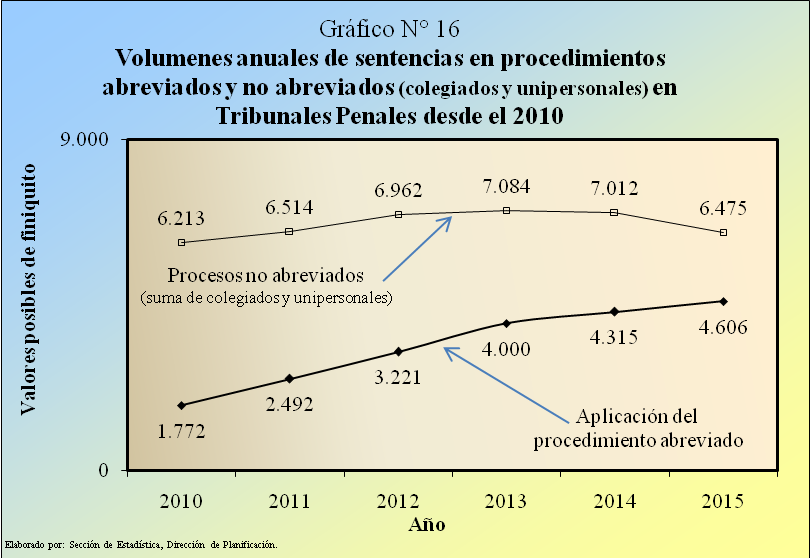 Gráfico N° 16
Volumenes anuales de sentencias en procedimientos
abreviados y no abreviados (colegiados y unipersonales) en
Tribunales Penales desde el 2010
Valores posibles de finiquito
9.000
0
6.213
6.514
6.962
7.084
7.012
6.475
Procesos no abreviados
(suma de colegiados y unipersonales)
1.772
2.492
3.221
4.000
4.315
4.606
Aplicación del
procedimiento abreviado
2010
2011
2012
2013
2014
2015
Año
Elaborado por: Sección de Estadística, Dirección de Planificación.